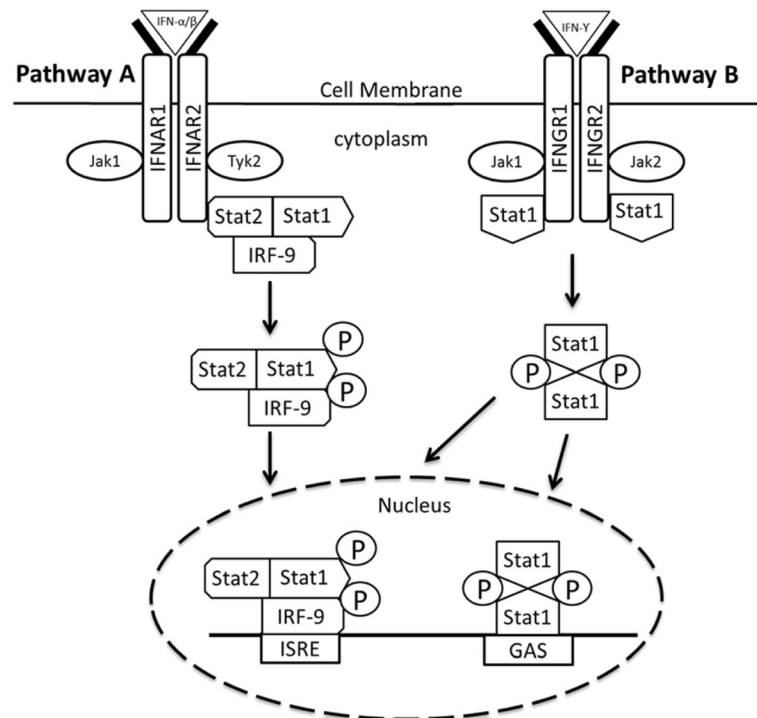 IFN-α/β
IFN-Y
Pathway A
Pathway B
Cell Membrane
cytoplasm
IFNAR1
IFNAR2
IFNGR1
IFNGR2
Jak1
Tyk2
Jak1
Jak2
Stat2
Stat1
IRF-9
Stat1
Stat1
P
Stat2
Stat1
P
IRF-9
Stat1
P
P
Stat1
Nucleus
P
Stat2
Stat1
P
IRF-9
ISRE
Stat1
P
P
Stat1
GAS